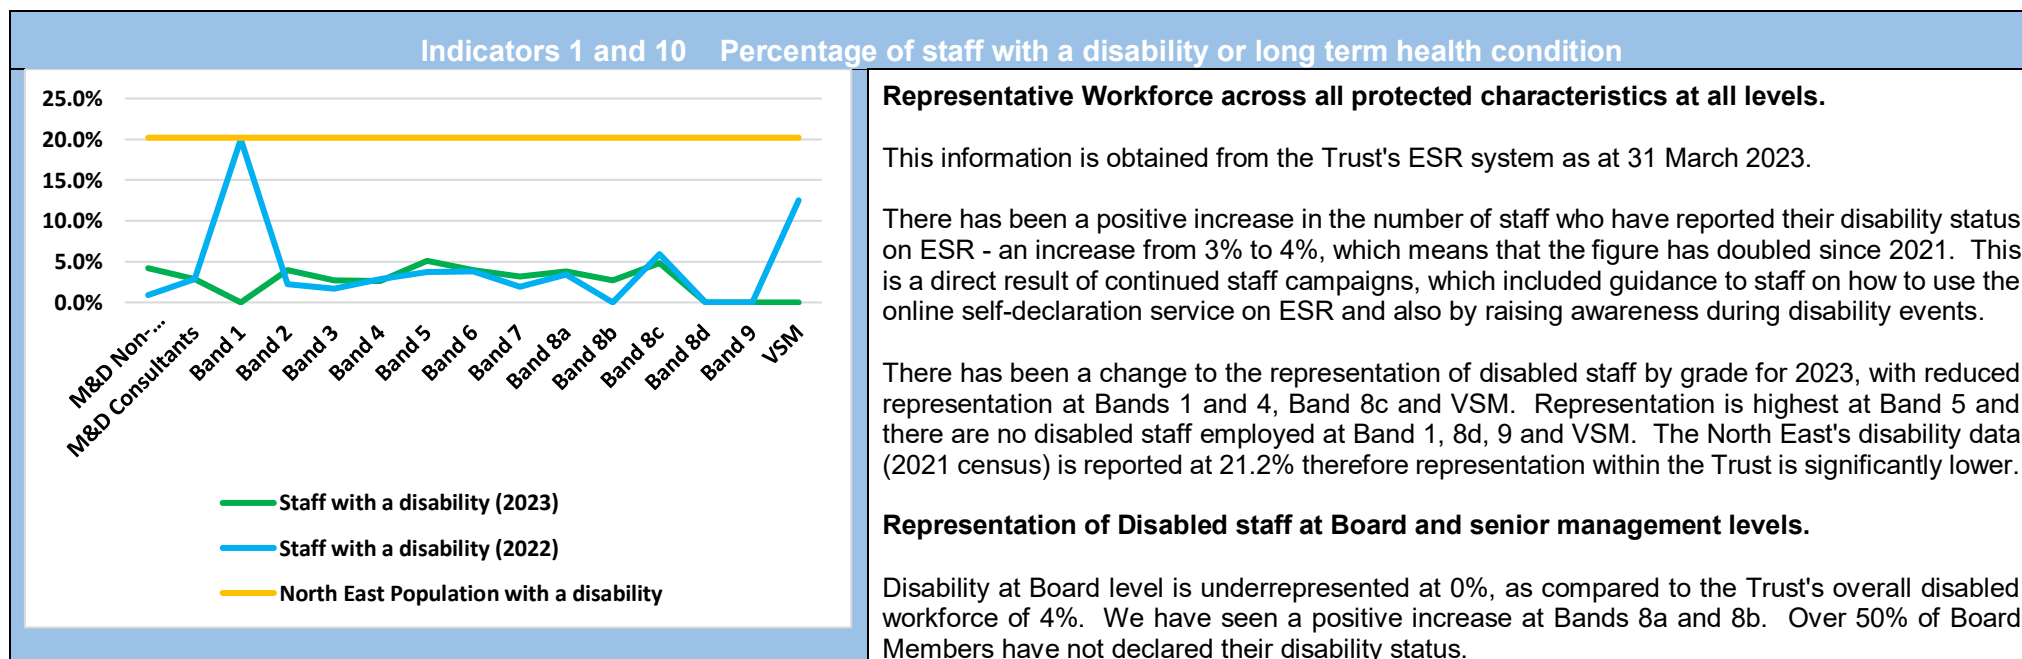 Indicators 1 and 10 Percentage of staff with a disability or long term health condition
25.0%
20.0%
15.0%
10.0%
5.0%
0.0%
M&D Non-...
M&D Consultants
Band 1
Band 2
Band 3
Band 4
Band 5
Band 6
Band 7
Band 8a
Band 8b
Band 8c
Band 8d
Band 9
VSM
Staff with a disability (2023)
Staff with a disability (2022)
North East Population with a disability
Representative Workforce across all protected characteristics at all levels.
This information is obtained from the Trust's ESR system as at 31 March 2023.
There has been a positive increase in the number of staff who have reported their disability status
on ESR - an increase from 3% to 4%, which means that the figure has doubled since 2021. This
is a direct result of continued staff campaigns, which included guidance to staff on how to use the
online self-declaration service on ESR and also by raising awareness during disability events.
There has been a change to the representation of disabled staff by grade for 2023, with reduced
representation at Bands 1 and 4, Band 8c and VSM. Representation is highest at Band 5 and
there are no disabled staff employed at Band 1, 8d, 9 and VSM. The North East's disability data
(2021 census) is reported at 21.2% therefore representation within the Trust is significantly lower.
Representation of Disabled staff at Board and senior management levels.
Disability at Board level is underrepresented at 0%, as compared to the Trust's overall disabled
workforce of 4%. We have seen a positive increase at Bands 8a and 8b. Over 50% of Board
Members have not declared their disability status.